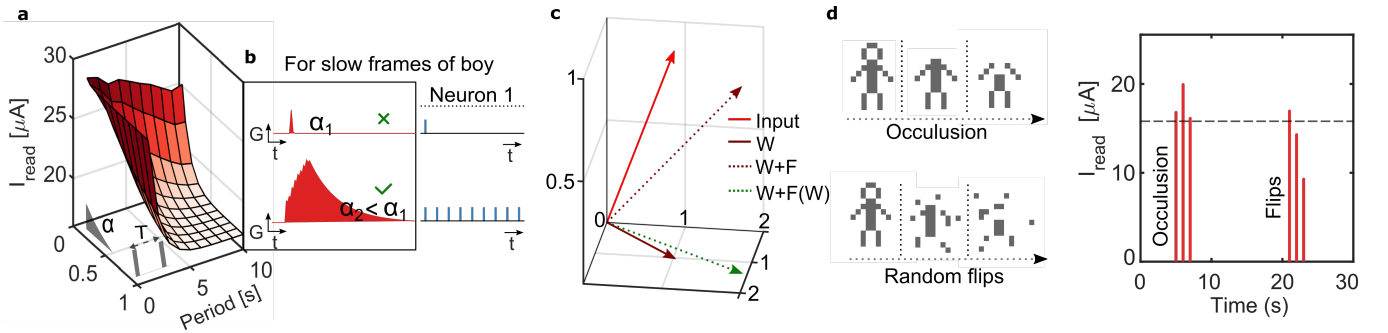 a
30
25
20
I_read [μA]
0
0.5
1
α
T
0
5
10
Period [s]
b
For slow frames of boy
α₁
×
G
t
✓
α₂< α₁
G
t
Neuron 1
t
t
c
1
0.5
0
1
2
1
2
Input
W
W+F
W+F(W)
d
Occulusion
Random flips
I_read [μA]
20
10
0
Occulusion
Flips
0
10
20
30
Time (s)